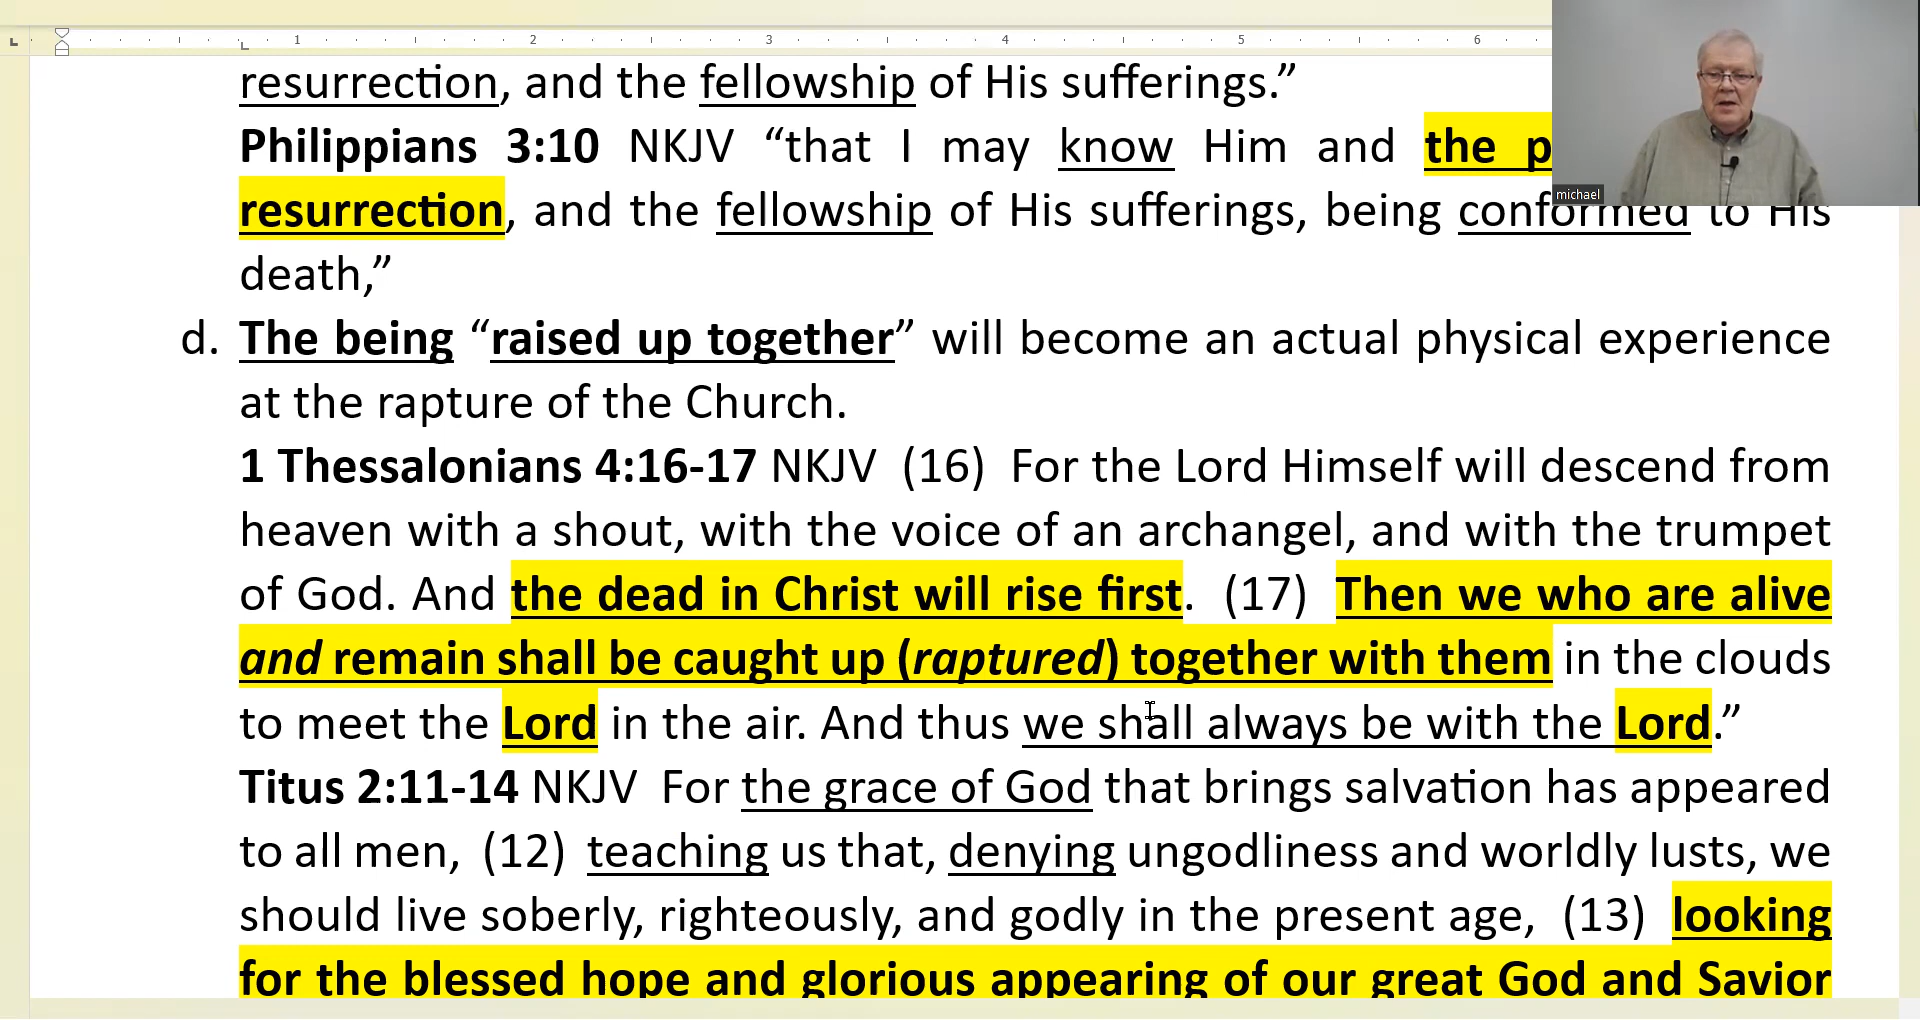 1 2 3 4 5 6
resurrection, and the fellowship of His sufferings.”
Philippians 3:10 NKJV “that I may know Him and the p
michael
resurrection, and the fellowship of His sufferings, being conformed to His
death,”
d. The being “raised up together” will become an actual physical experience
at the rapture of the Church.
1 Thessalonians 4:16-17 NKJV (16) For the Lord Himself will descend from
heaven with a shout, with the voice of an archangel, and with the trumpet
of God. And the dead in Christ will rise first. (17) Then we who are alive
and remain shall be caught up (raptured) together with them in the clouds
to meet the Lord in the air. And thus we shall always be with the Lord.”
Titus 2:11-14 NKJV For the grace of God that brings salvation has appeared
to all men, (12) teaching us that, denying ungodliness and worldly lusts, we
should live soberly, righteously, and godly in the present age, (13) looking
for the blessed hope and glorious appearing of our great God and Savior